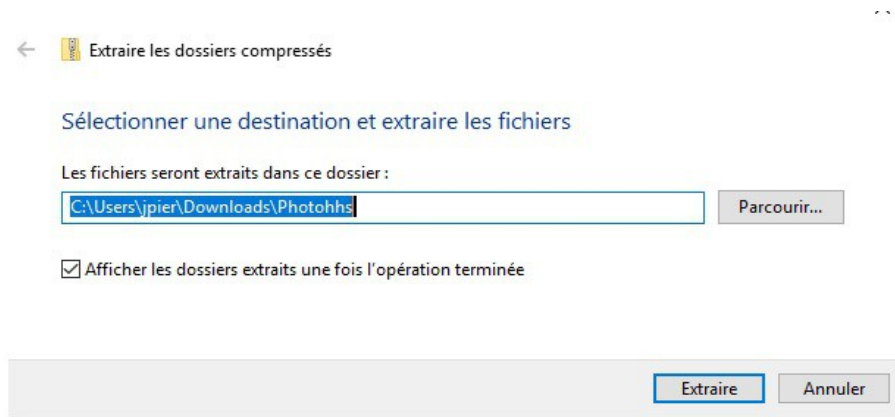 Extraire les dossiers compressés
Sélectionner une destination et extraire les fichiers
Les fichiers seront extraits dans ce dossier :
C:\Users\jpier\Downloads\Photohhs
Parcourir...
Afficher les dossiers extraits une fois l'opération terminée
Extraire
Annuler